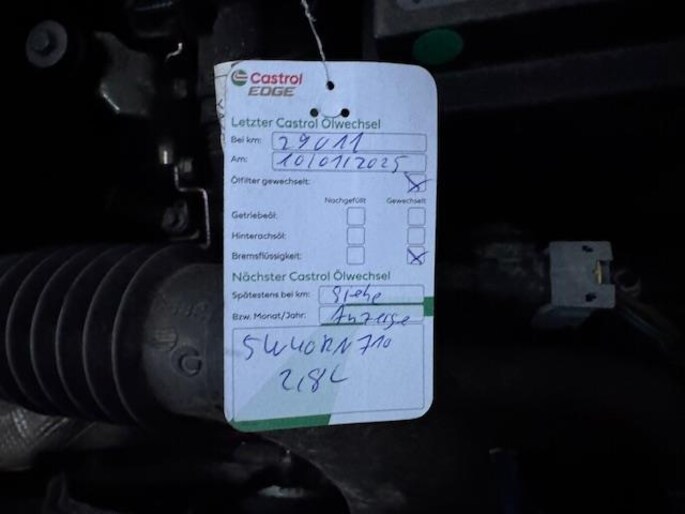 Castrol
EDGE
Letzter Castrol Ölwechsel
Bei km: 29011
Am: 10/01/2025
Ölfilter gewechselt:
Nachgefüllt Gewechselt
Getriebeöl:
Hinterachsöl:
Bremsflüssigkeit:
Nächster Castrol Ölwechsel
Spätestens bei km: Siehe
Bzw. Monat/Jahr: Anzeige
5W40RN710
2,8L